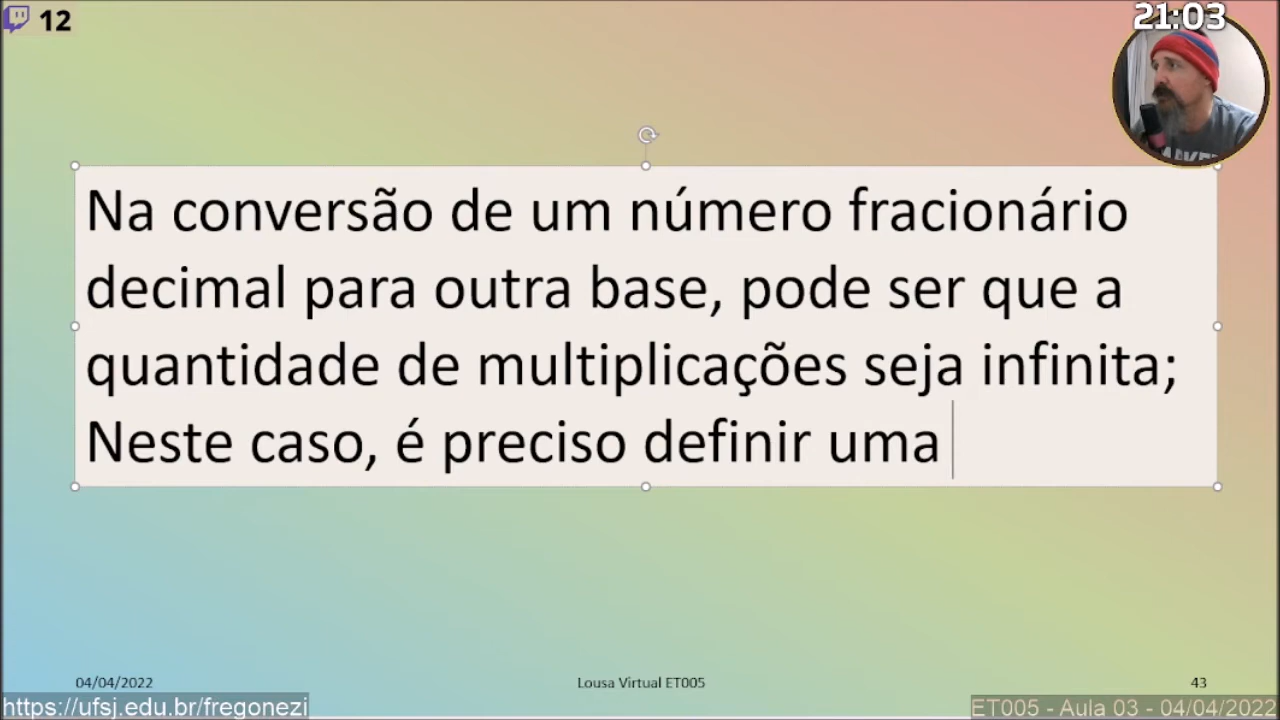 12
21:03
Na conversão de um número fracionário
decimal para outra base, pode ser que a
quantidade de multiplicações seja infinita;
Neste caso, é preciso definir uma
04/04/2022
Lousa Virtual ET005
43
https://ufsj.edu.br/fregonezi
ET005 - Aula 03 - 04/04/2022